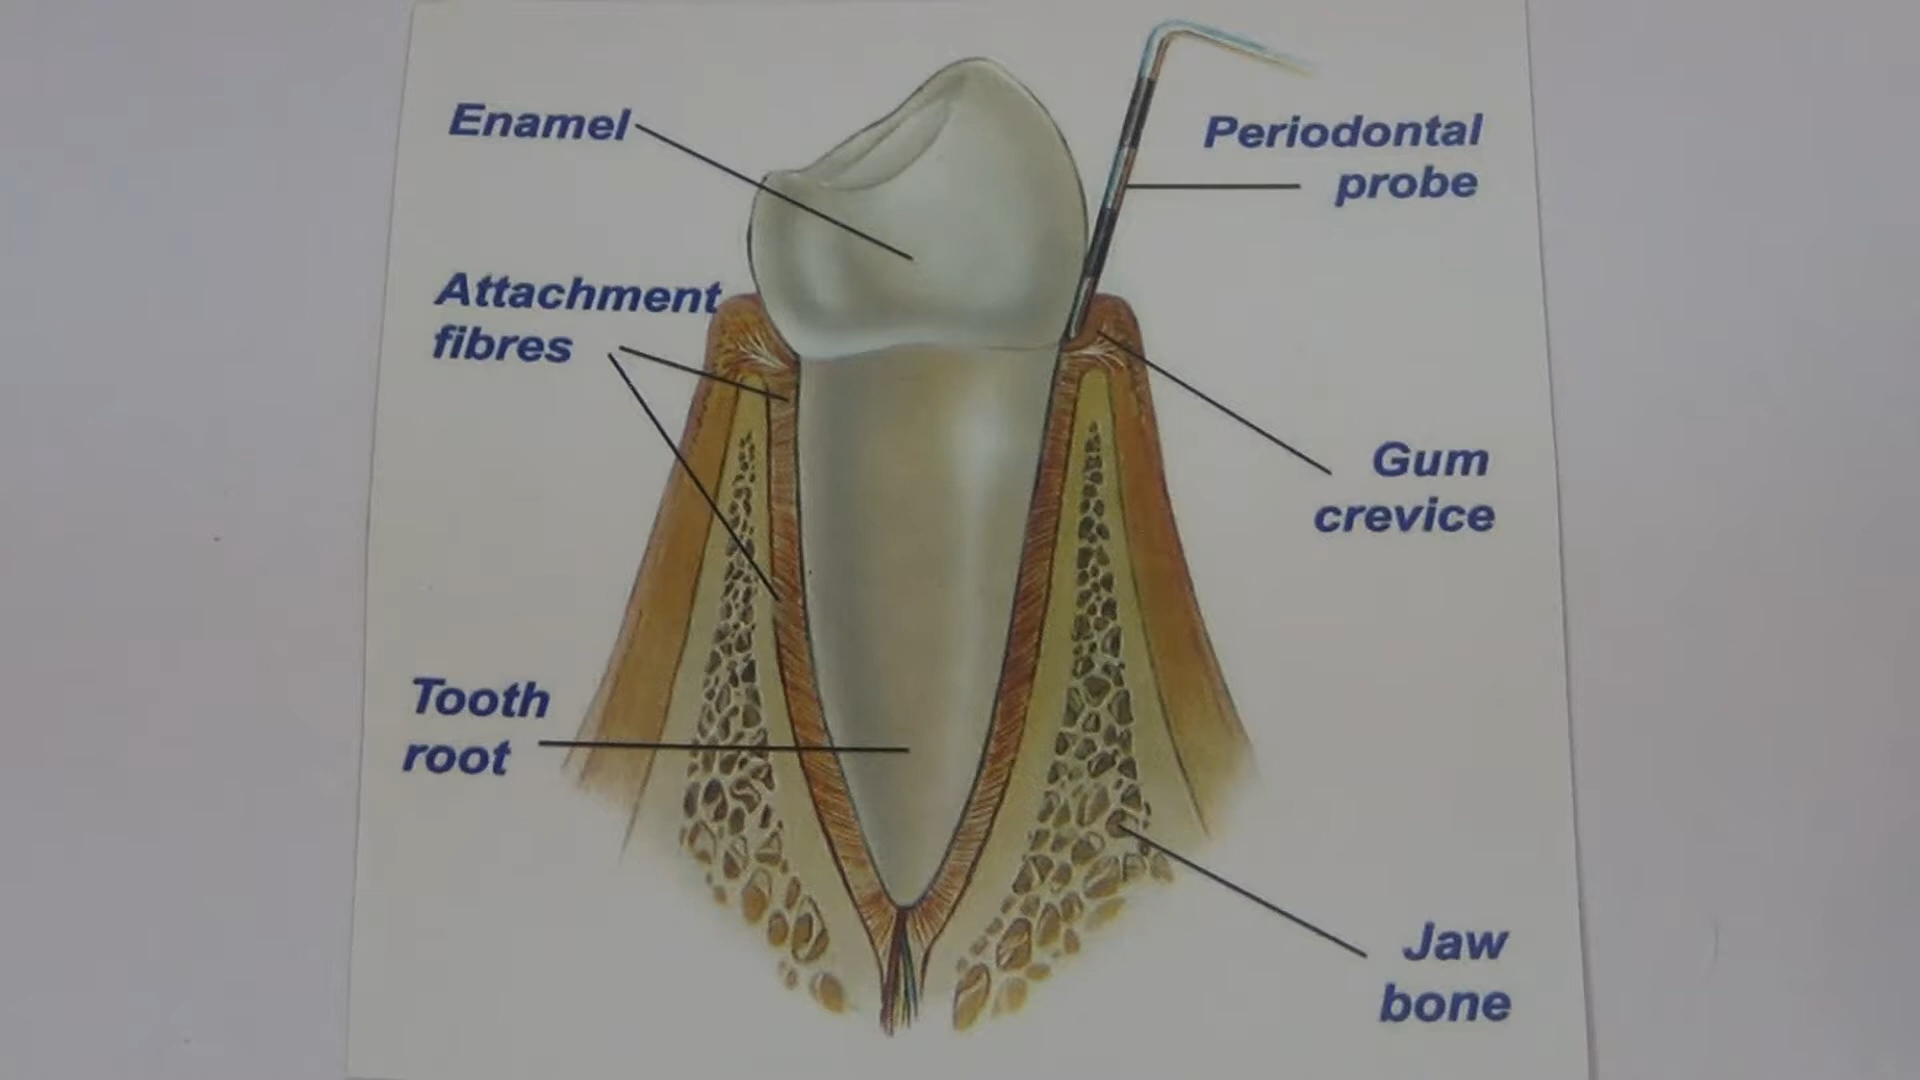 Enamel
Periodontal
probe
Attachment
fibres
Gum
crevice
Tooth
root
Jaw
bone